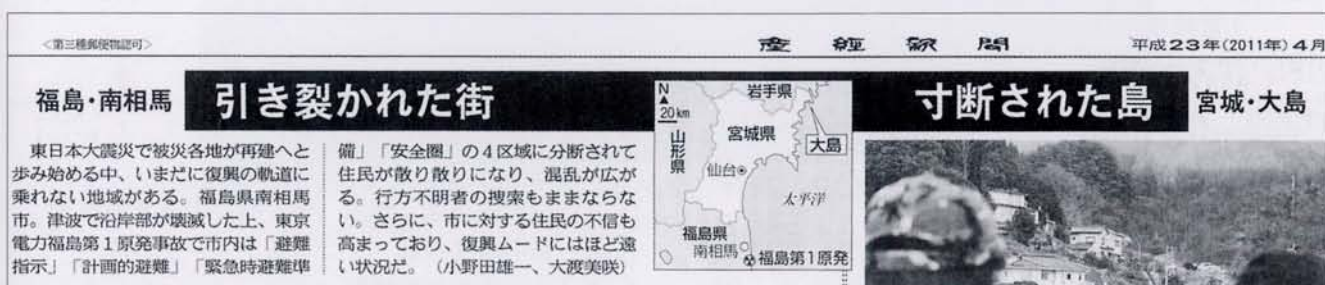 〈第三種郵便物認可〉
産経新聞
平成23年(2011年)4月
福島・南相馬
引き裂かれた街
寸断された島
宮城・大島
東日本大震災で被災各地が再建へと
歩み始める中、いまだに復興の軌道に
乗れない地域がある。福島県南相馬
市。津波で沿岸部が壊滅した上、東京
電力福島第1原発事故で市内は「避難
指示」「計画的避難」「緊急時避難準
備」「安全圏」の4区域に分断されて
住民が散り散りになり、混乱が広が
る。行方不明者の捜索もままならな
い。さらに、市に対する住民の不信も
高まっており、復興ムードにはほど遠
い状況だ。（小野田雄一、大渡美咲）
N
20km
岩手県
山形県
宮城県
大島
仙台
太平洋
福島県
南相馬
福島第1原発